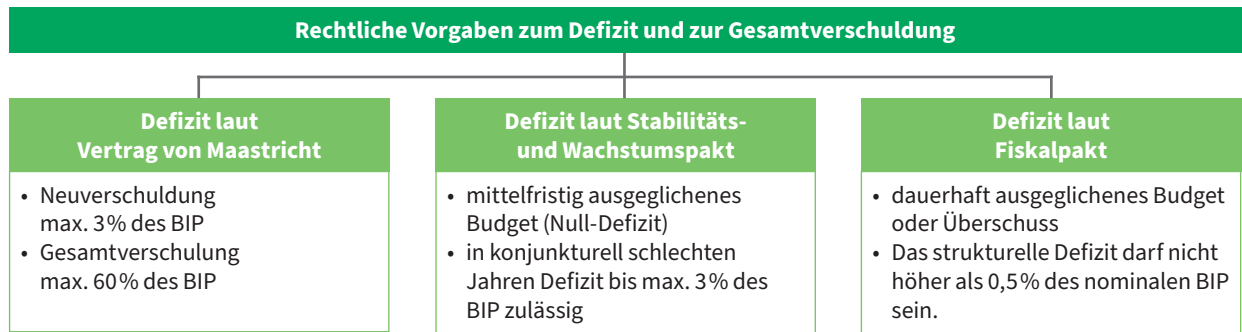 Rechtliche Vorgaben zum Defizit und zur Gesamtverschuldung
Defizit laut
Vertrag von Maastricht
• Neuverschuldung
max. 3% des BIP
• Gesamtverschulung
max. 60% des BIP
Defizit laut Stabilitäts-
und Wachstumspakt
• mittelfristig ausgeglichenes
Budget (Null-Defizit)
• in konjunkturell schlechten
Jahren Defizit bis max. 3% des
BIP zulässig
Defizit laut
Fiskalpakt
• dauerhaft ausgeglichenes Budget
oder Überschuss
• Das strukturelle Defizit darf nicht
höher als 0,5% des nominalen BIP
sein.